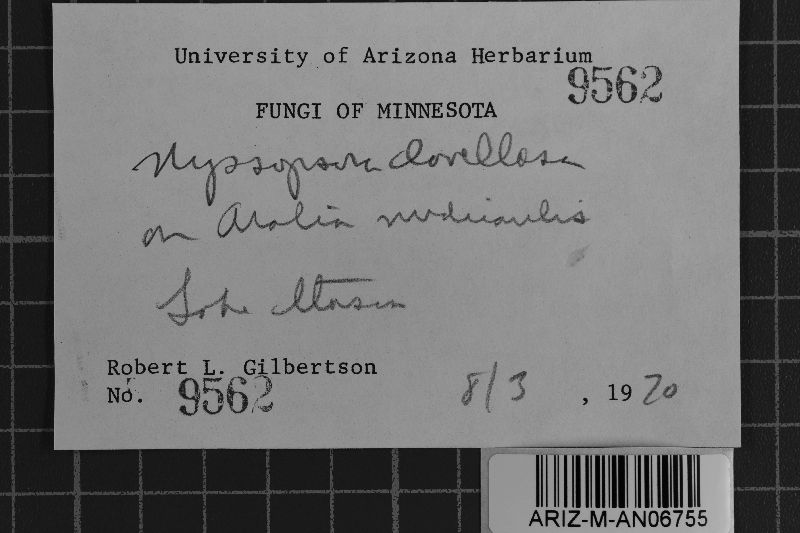 University of Arizona Herbarium
9562
FUNGI OF MINNESOTA
Nyssopsora clavellosa
on Aralia nudicaulis
Lake Itasca
Robert L. Gilbertson
No. 9562 8/3, 1970
ARIZ-M-AN06755